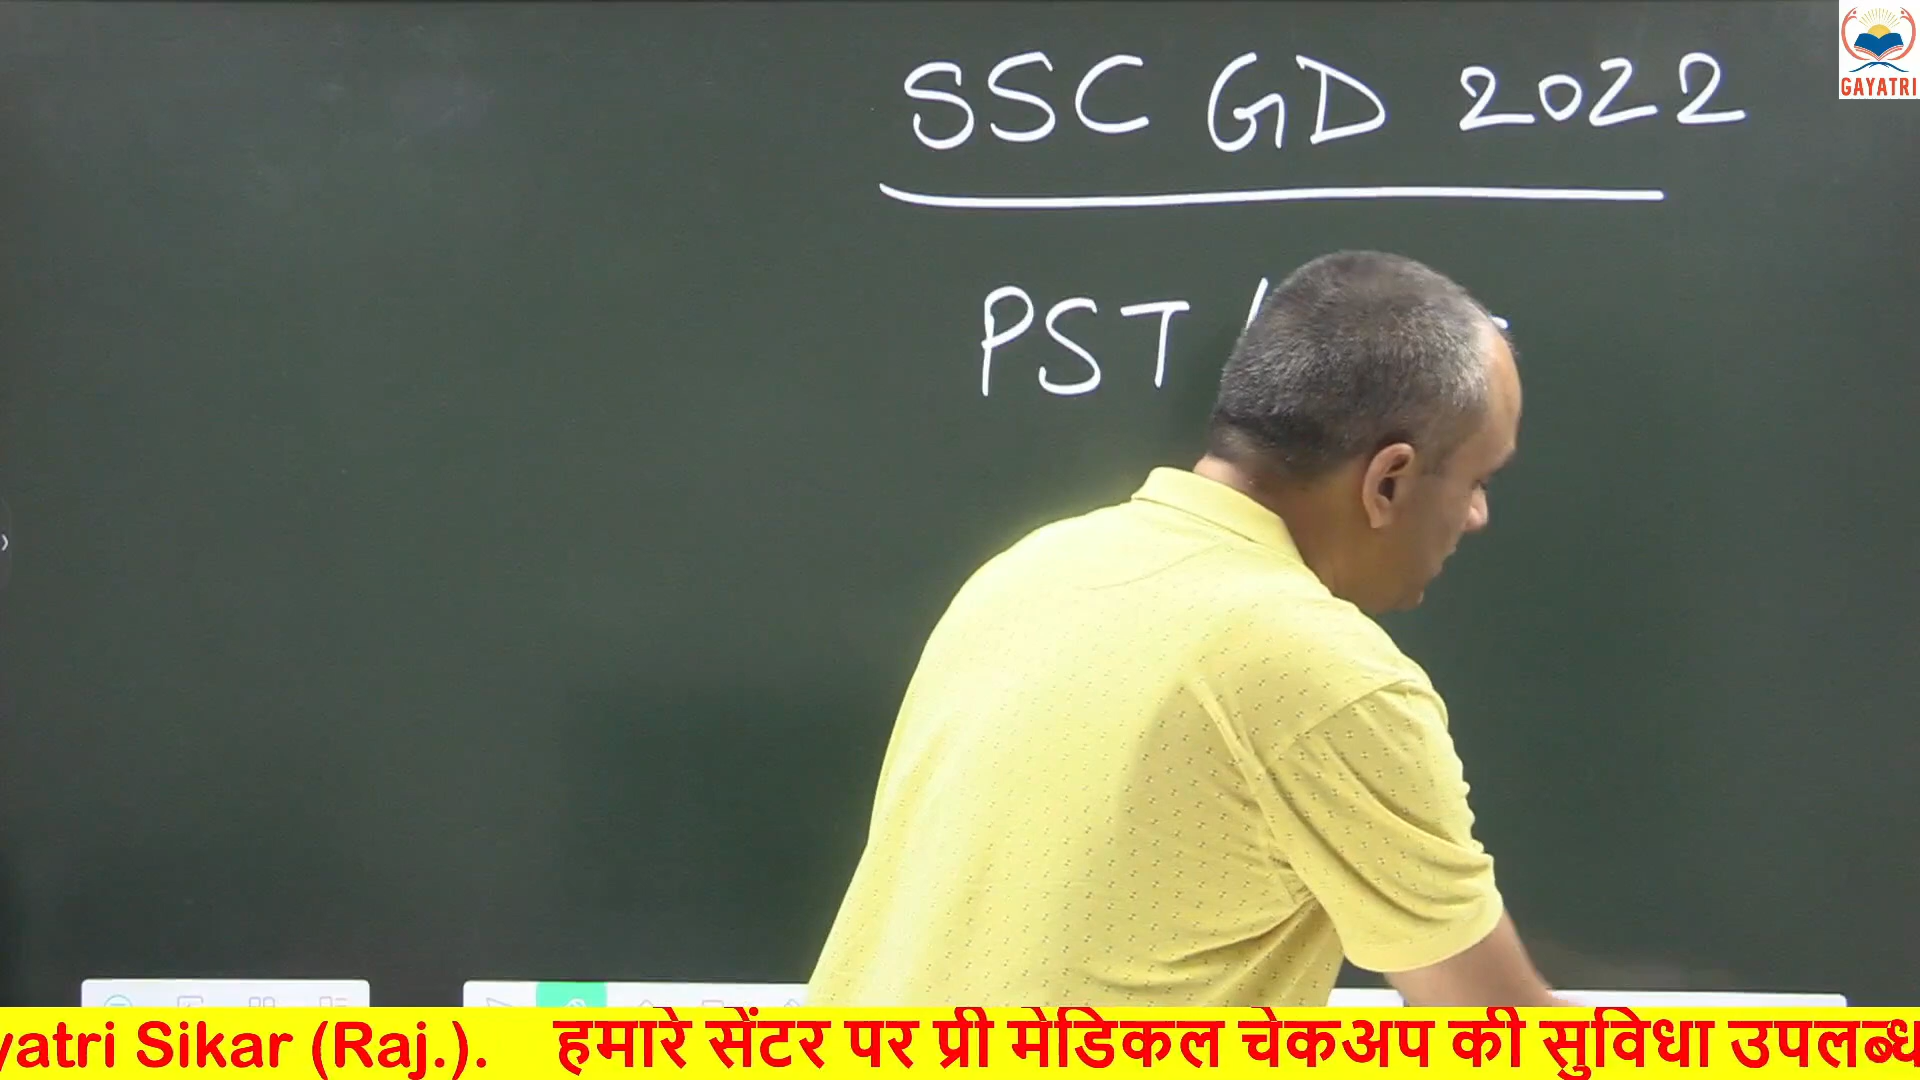 SSC GD 2022
GAYATRI
PST
yatri Sikar (Raj.). हमारे सेंटर पर प्री मेडिकल चेकअप की सुविधा उपलब्ध